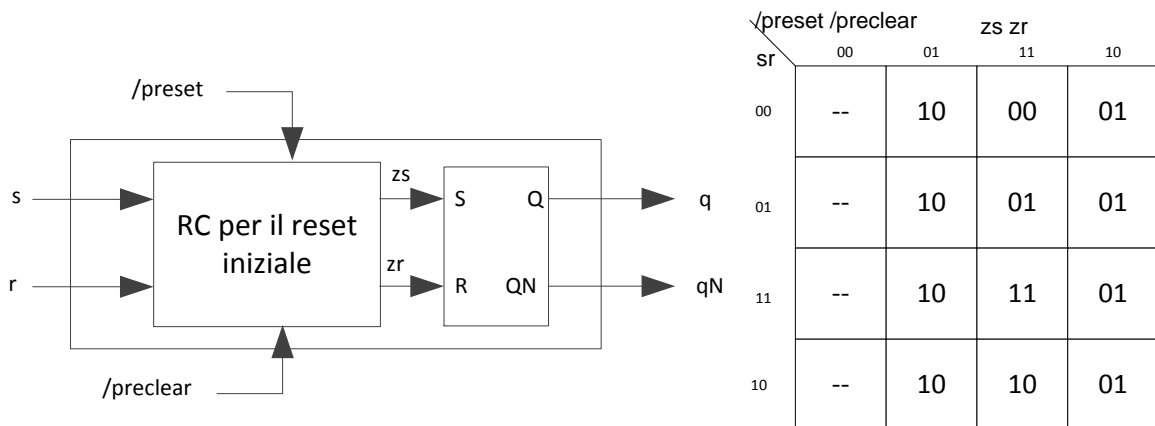 /preset
s
r
RC per il reset
iniziale
zs
zr
S Q
R QN
q
qN
/preclear
/preset /preclear zs zr
sr 00 01 11 10
00 -- 10 00 01
01 -- 10 01 01
11 -- 10 11 01
10 -- 10 10 01